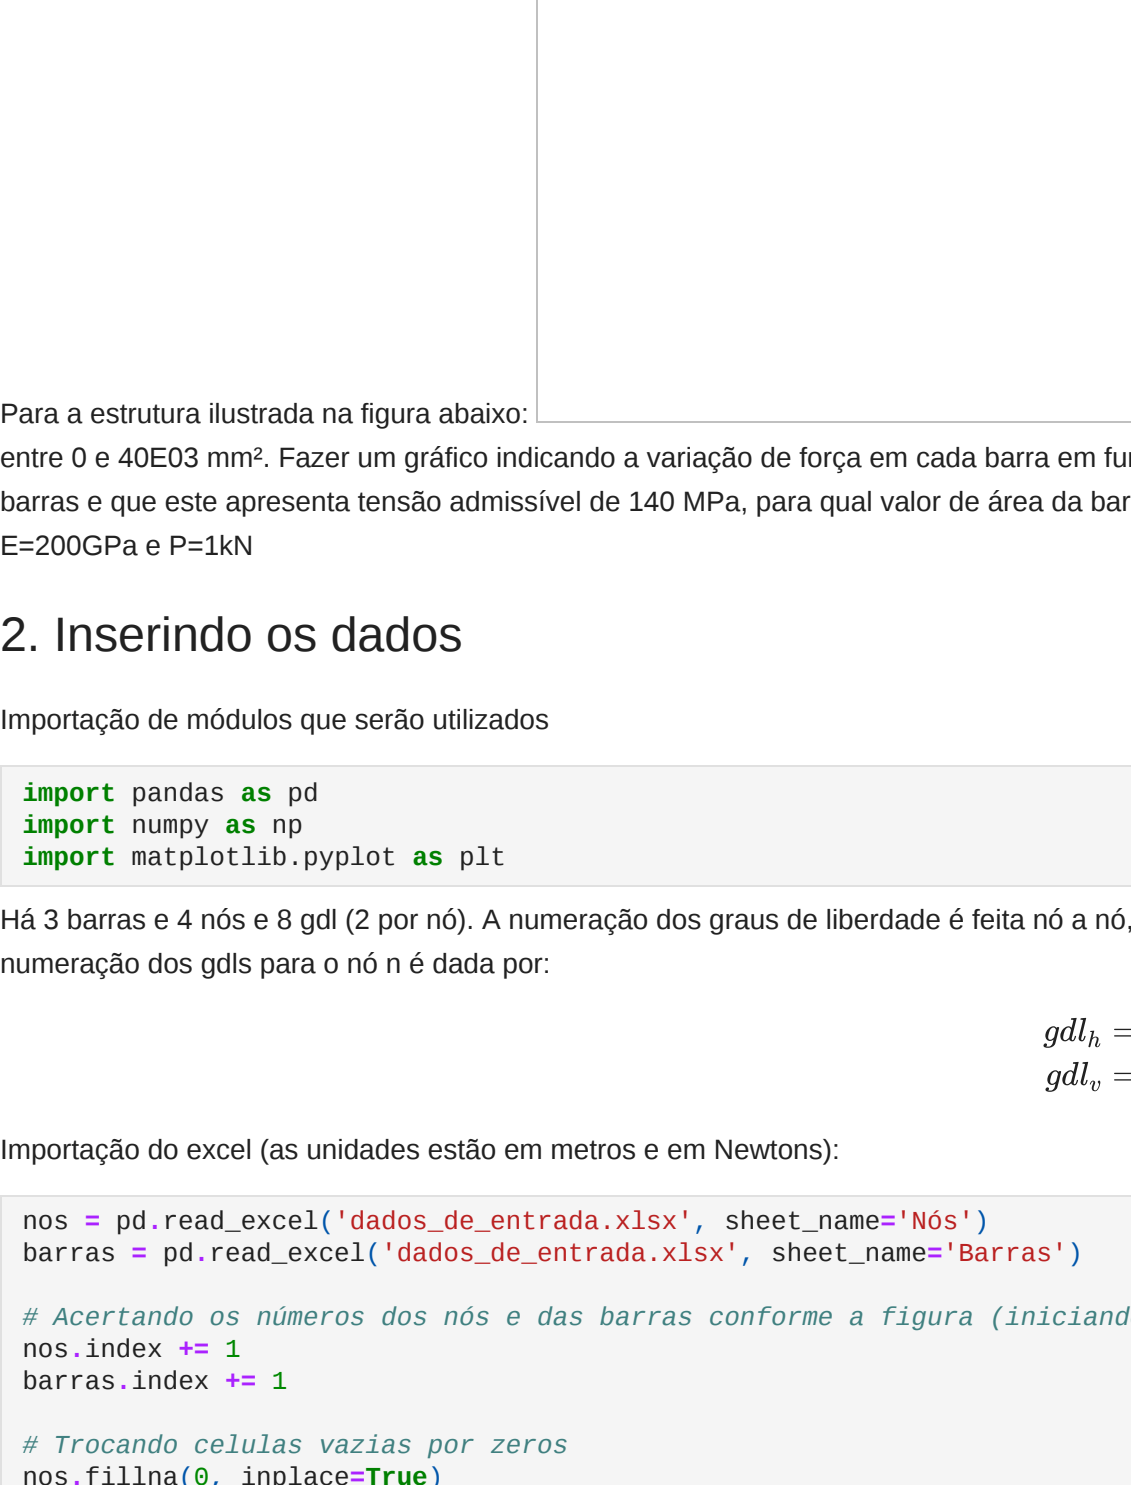 Para a estrutura ilustrada na figura abaixo:
entre 0 e 40E03 mm². Fazer um gráfico indicando a variação de força em cada barra em
barras e que este apresenta tensão admissível de 140 MPa, para qual valor de área da
E=200GPa e P=1kN
2. Inserindo os dados
Importação de módulos que serão utilizados
import pandas as pd
import numpy as np
import matplotlib.pyplot as plt
Há 3 barras e 4 nós e 8 gdl (2 por nó). A numeração dos graus de liberdade é feita nó a nó,
numeração dos gdls para o nó n é dada por:
gdl_h =
gdl_v =
Importação do excel (as unidades estão em metros e em Newtons):
nos = pd.read_excel('dados_de_entrada.xlsx', sheet_name='Nós')
barras = pd.read_excel('dados_de_entrada.xlsx', sheet_name='Barras')
# Acertando os números dos nós e das barras conforme a figura (iniciand
nos.index += 1
barras.index += 1
# Trocando celulas vazias por zeros
nos.fillna(0, inplace=True)